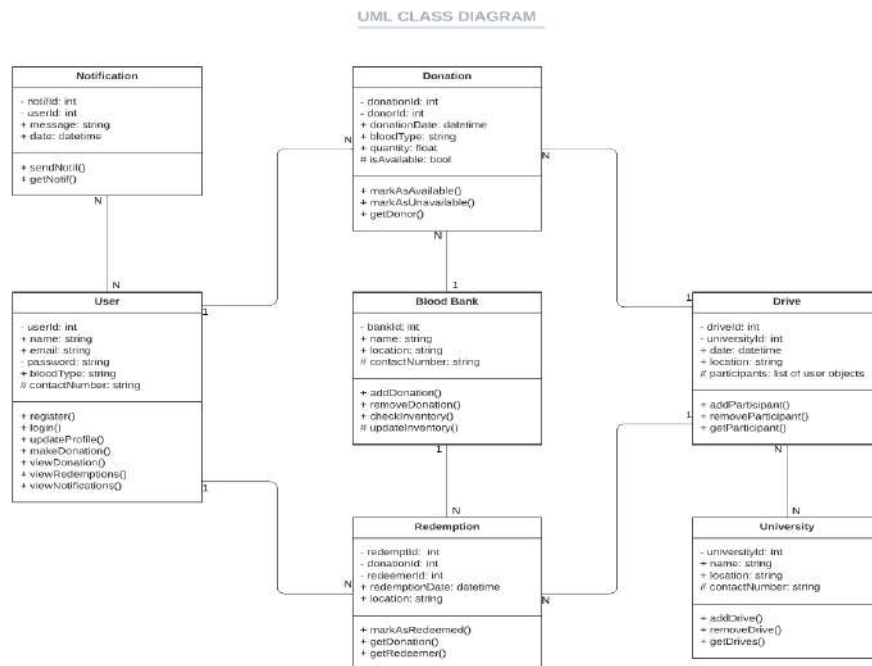 UML CLASS DIAGRAM
Notification
- notifId: int
- userId: int
+ message: string
+ date: datetime
+ sendNotif()
+ getNotif()
N
Donation
- donationId: int
- donorId: int
+ donationDate: datetime
+ bloodType: string
+ quantity: float
# isAvailable: bool
+ markAsAvailable()
+ markAsUnavailable()
+ getDonor()
N
N
N
N
1
1
1
User
- userId: int
+ name: string
+ email: string
- password: string
+ bloodType: string
# contactNumber: string
+ register()
+ login()
+ updateProfile()
+ makeDonation()
+ viewDonation()
+ viewRedemptions()
+ viewNotifications()
1
Blood Bank
- bankId: int
+ name: string
+ location: string
# contactNumber: string
+ addDonation()
+ removeDonation()
+ checkInventory()
# updateInventory()
1
Drive
- driveId: int
- universityId: int
+ date: datetime
+ location: string
# participants: list of user objects
+ addParticipant()
+ removeParticipant()
+ getParticipant()
1
N
N
N
Redemption
- redemptId: int
- donationId: int
- redeemerId: int
+ redemptionDate: datetime
+ location: string
+ markAsRedeemed()
+ getDonation()
+ getRedeemer()
N
N
University
- universityId: int
+ name: string
+ location: string
# contactNumber: string
+ addDrive()
+ removeDrive()
+ getDrives()